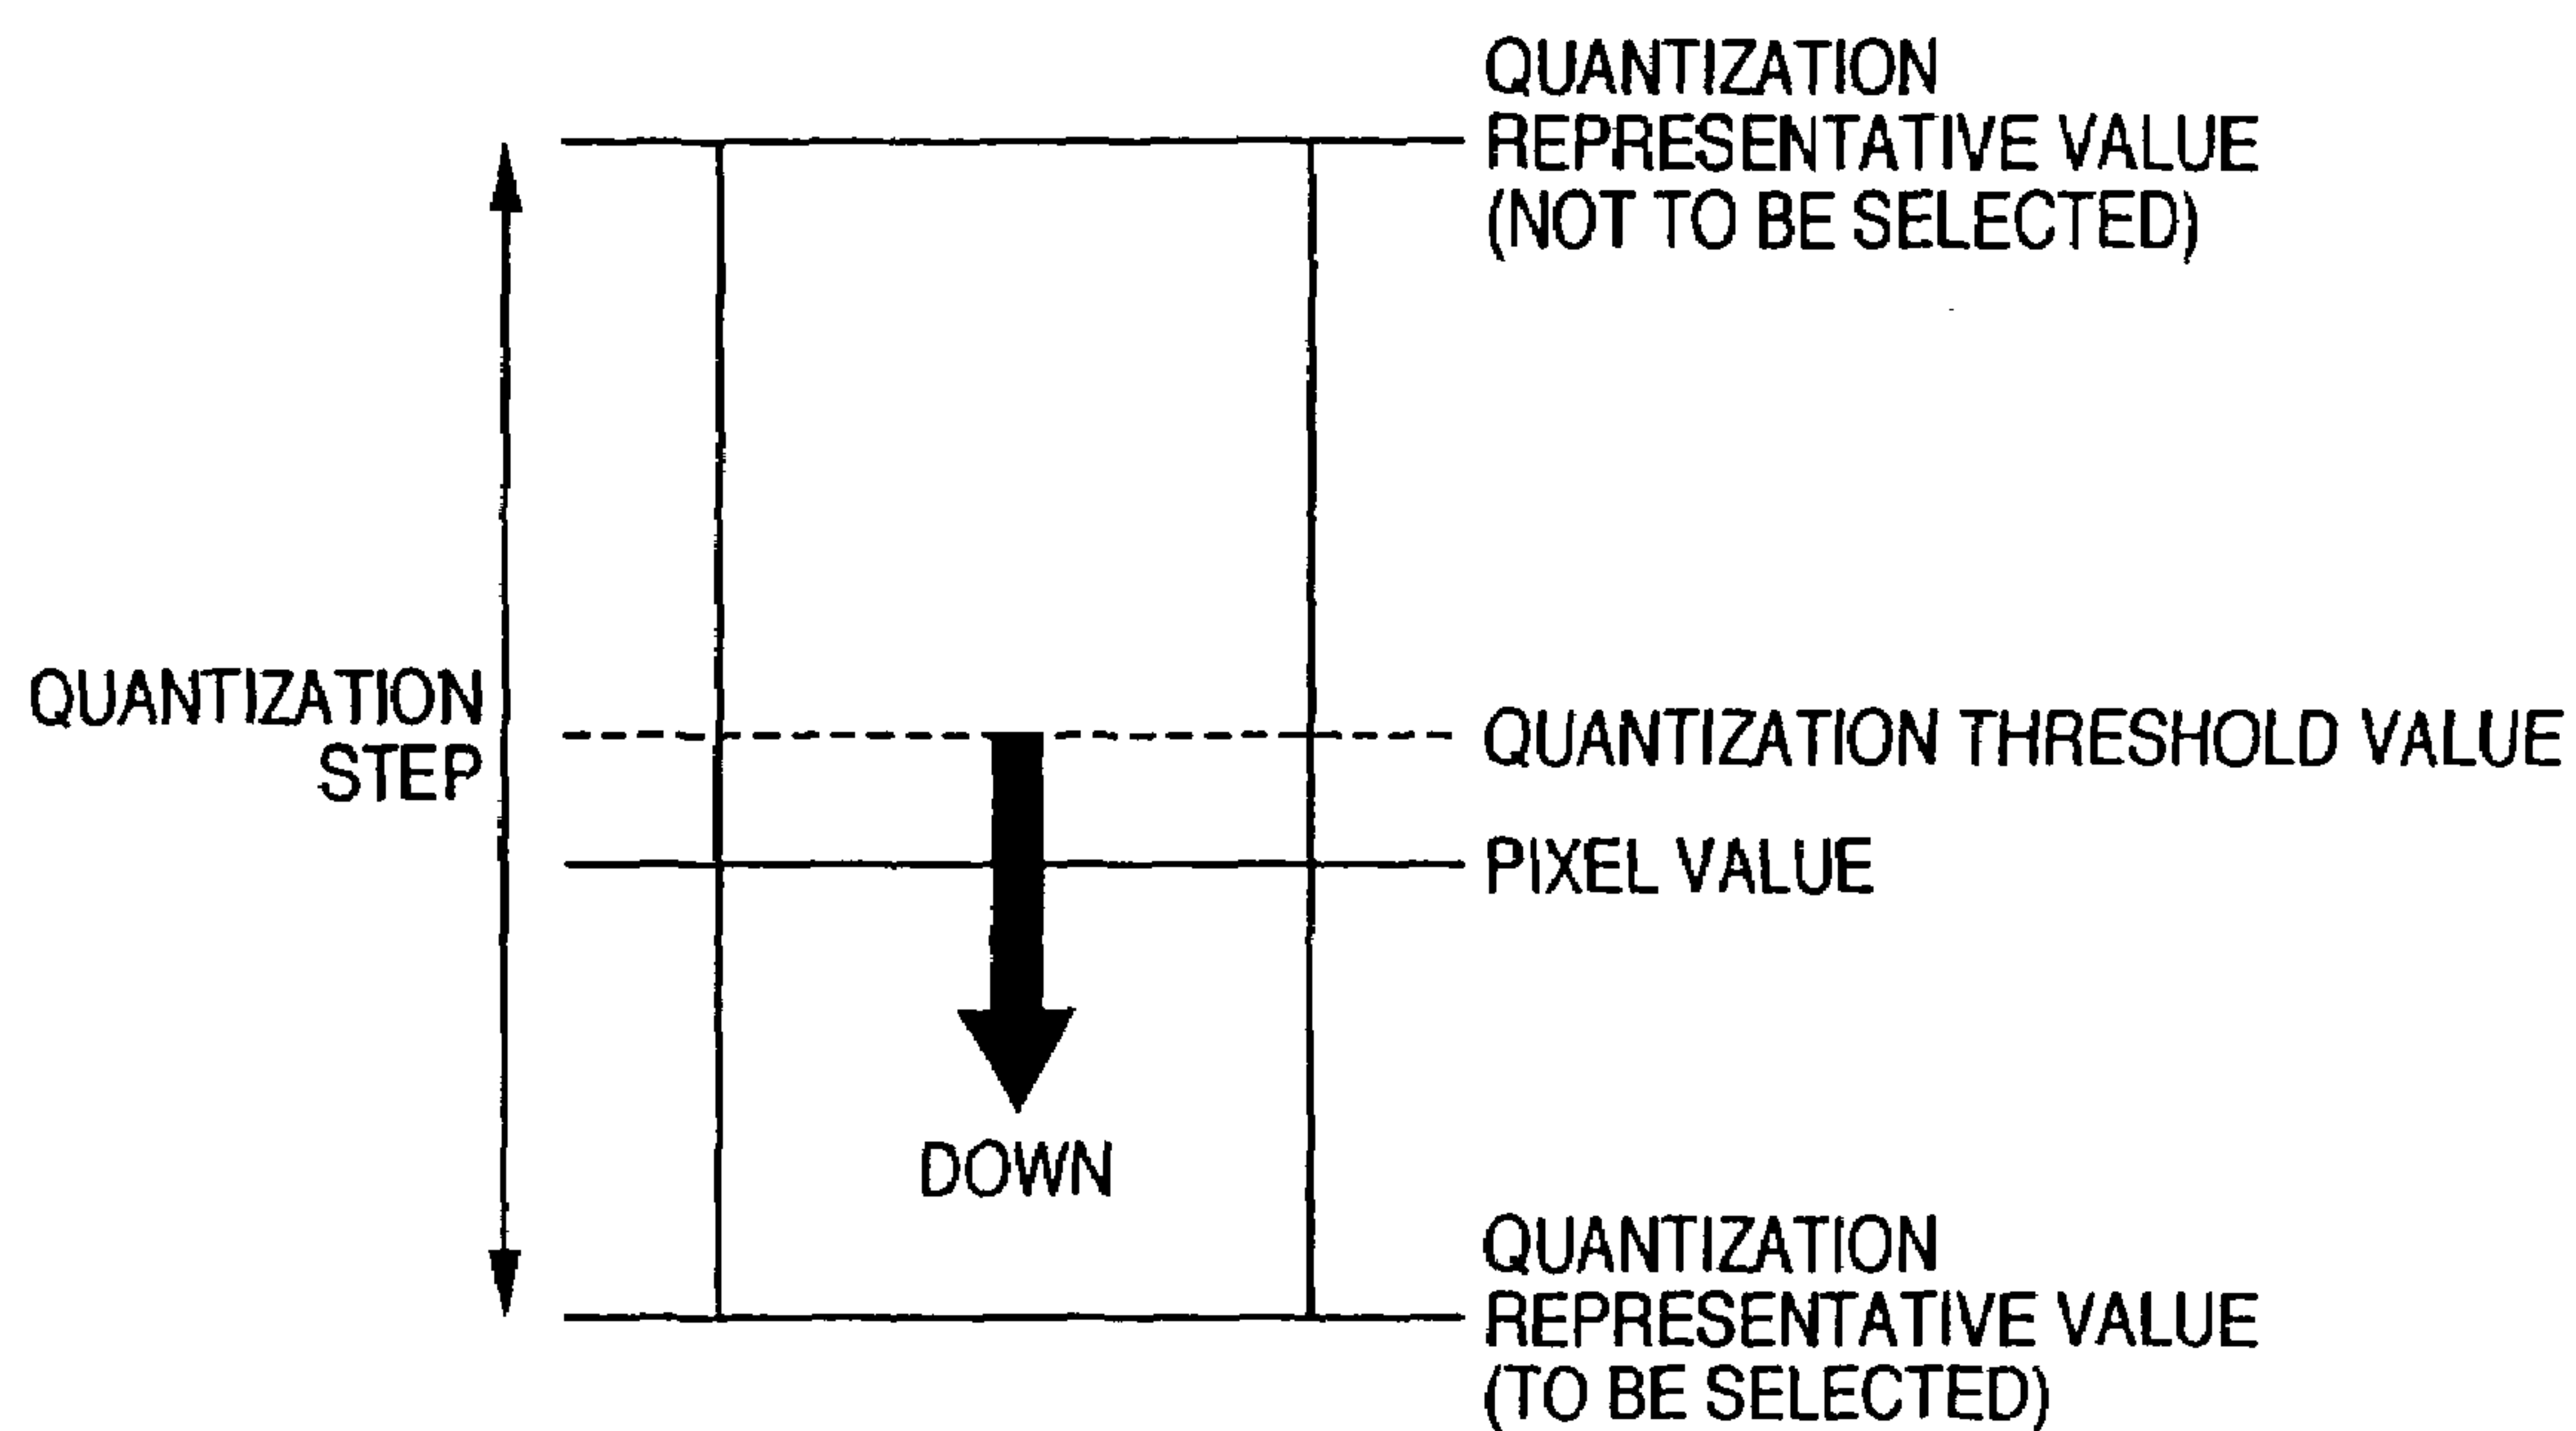 QUANTIZATION
REPRESENTATIVE VALUE
(NOT TO BE SELECTED)
QUANTIZATION
STEP
QUANTIZATION THRESHOLD VALUE
PIXEL VALUE
DOWN
QUANTIZATION
REPRESENTATIVE VALUE
(TO BE SELECTED)